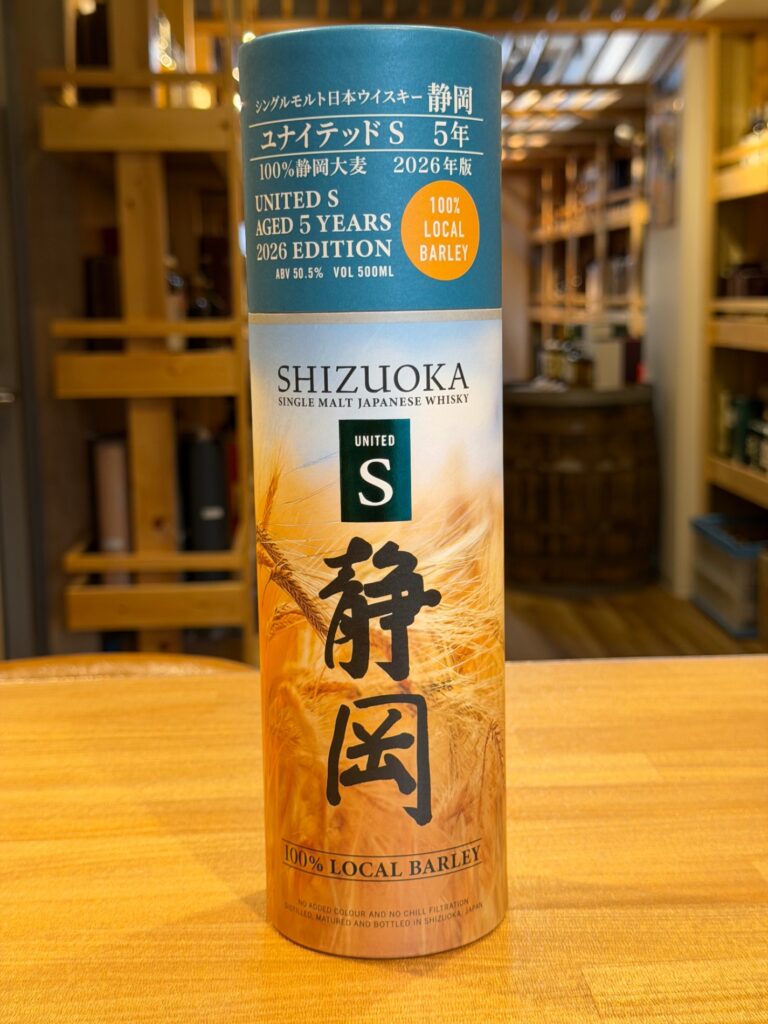 シングルモルト日本ウイスキー 静岡
ユナイテッド S 5年
100%静岡大麦 2026年版
UNITED S
AGED 5 YEARS
2026 EDITION
ABV 50.5% VOL 500ML
100%
LOCAL
BARLEY
SHIZUOKA
SINGLE MALT JAPANESE WHISKY
UNITED
S
静岡
100% LOCAL BARLEY
NO ADDED COLOUR AND NO CHILL FILTRATION
DISTILLED, MATURED AND BOTTLED IN SHIZUOKA, JAPAN